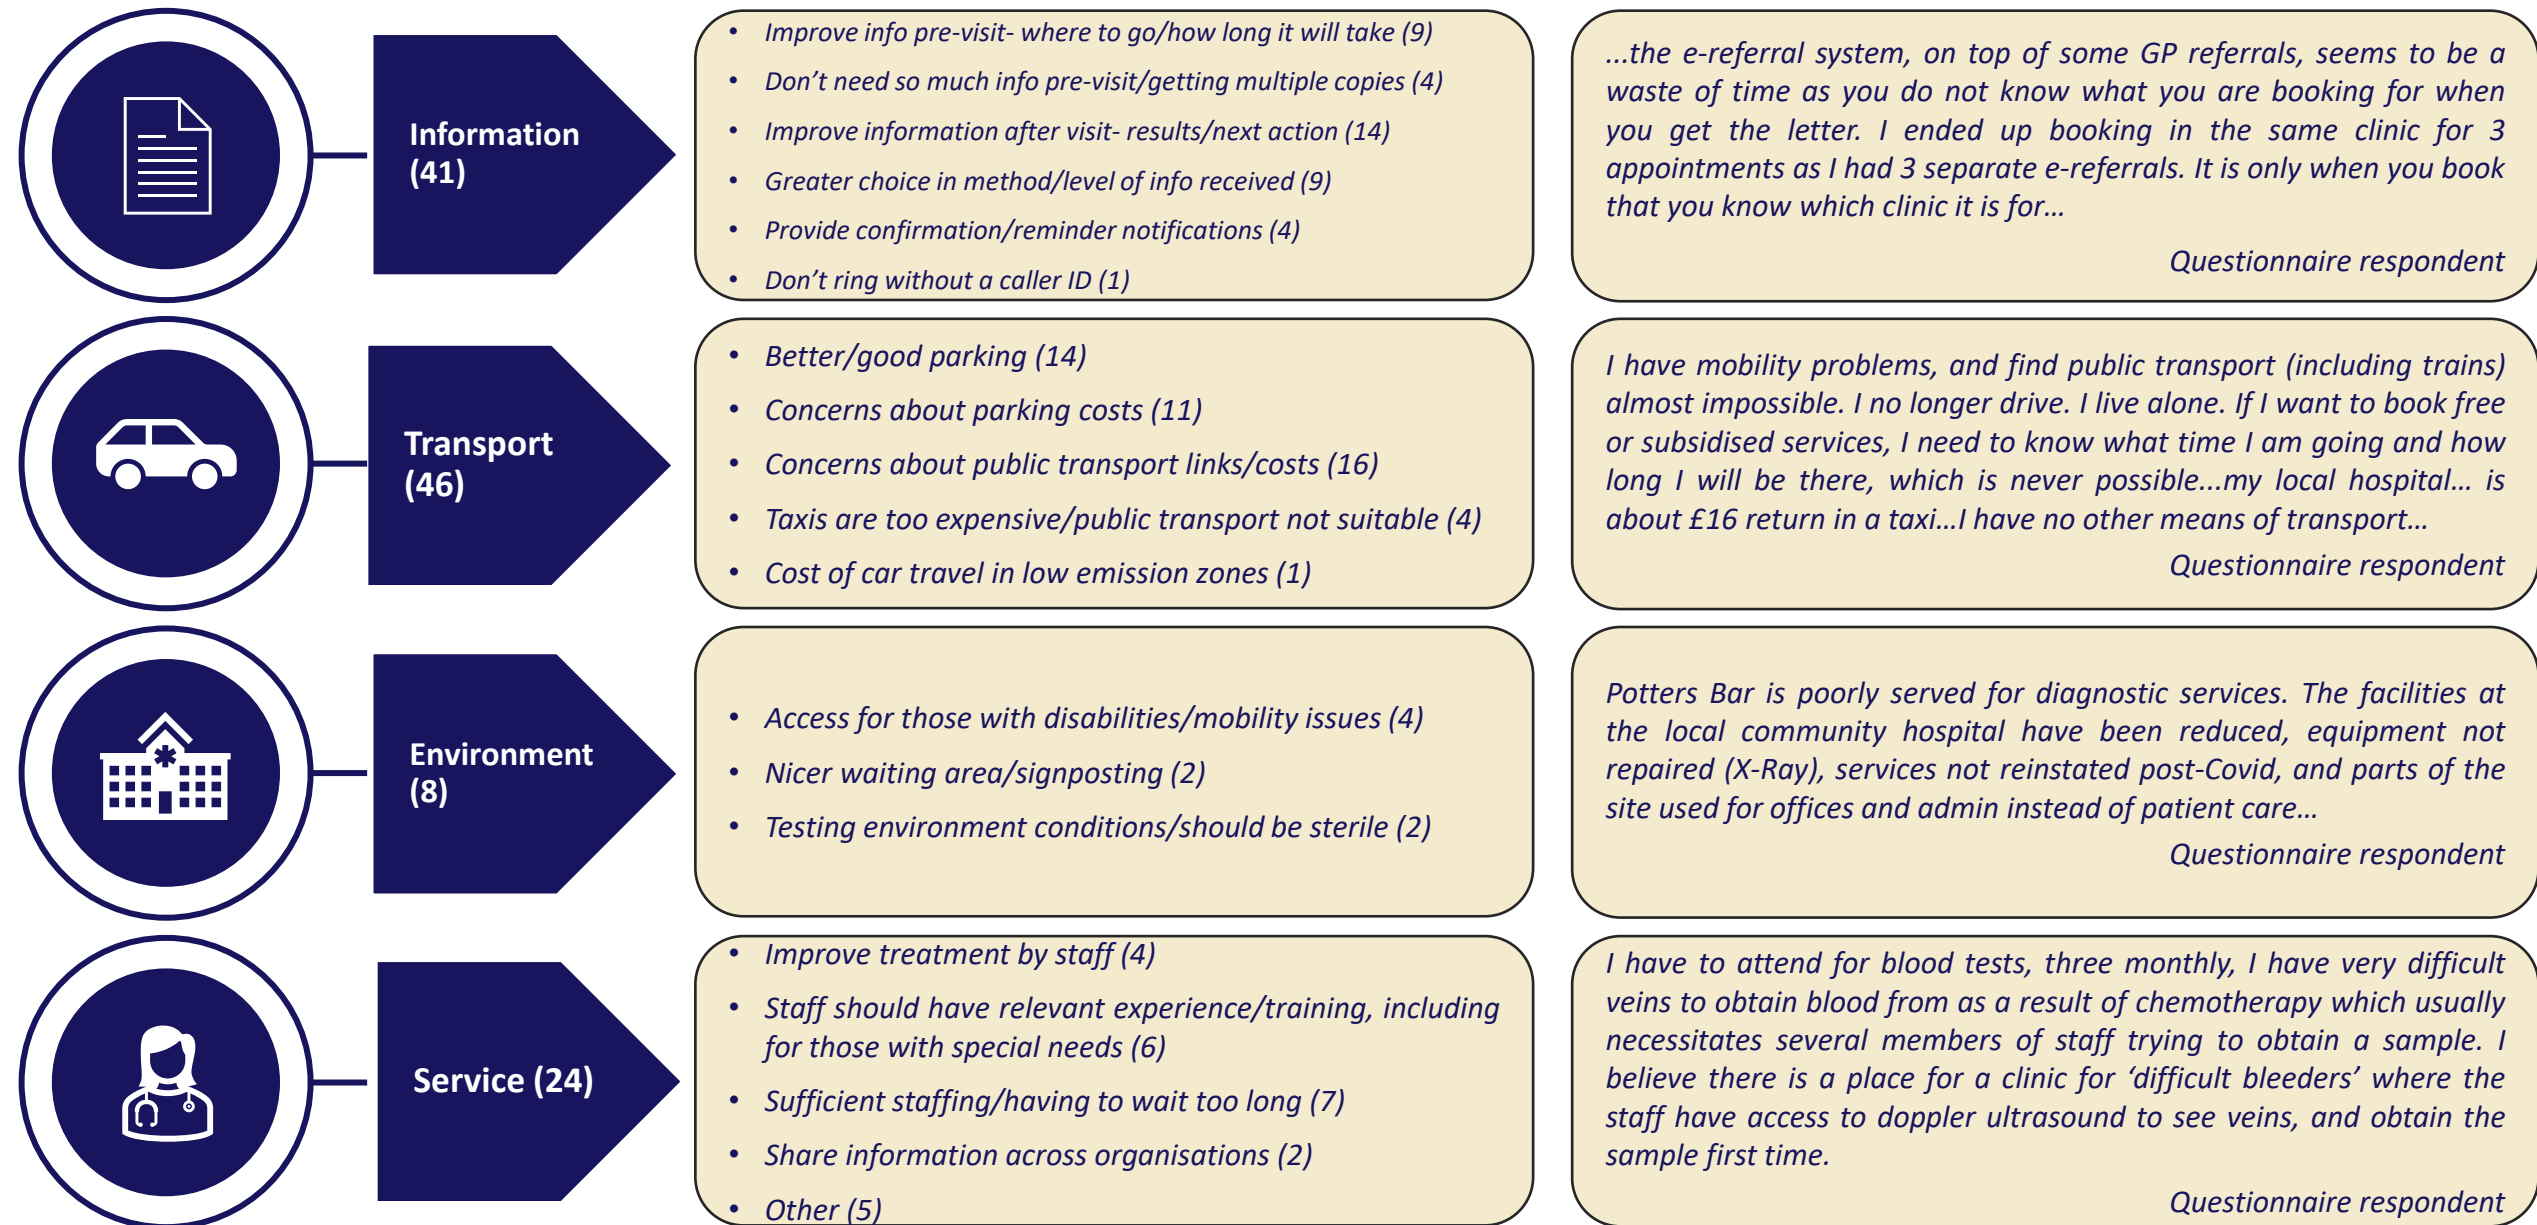 Information
(41)
• Improve info pre-visit- where to go/how long it will take (9)
• Don’t need so much info pre-visit/getting multiple copies (4)
• Improve information after visit- results/next action (14)
• Greater choice in method/level of info received (9)
• Provide confirmation/reminder notifications (4)
• Don’t ring without a caller ID (1)
...the e-referral system, on top of some GP referrals, seems to be a
waste of time as you do not know what you are booking for when
you get the letter. I ended up booking in the same clinic for 3
appointments as I had 3 separate e-referrals. It is only when you book
that you know which clinic it is for…
Questionnaire respondent
Transport
(46)
• Better/good parking (14)
• Concerns about parking costs (11)
• Concerns about public transport links/costs (16)
• Taxis are too expensive/public transport not suitable (4)
• Cost of car travel in low emission zones (1)
I have mobility problems, and find public transport (including trains)
almost impossible. I no longer drive. I live alone. If I want to book free
or subsidised services, I need to know what time I am going and how
long I will be there, which is never possible...my local hospital… is
about £16 return in a taxi…I have no other means of transport…
Questionnaire respondent
Environment
(8)
• Access for those with disabilities/mobility issues (4)
• Nicer waiting area/signposting (2)
• Testing environment conditions/should be sterile (2)
Potters Bar is poorly served for diagnostic services. The facilities at
the local community hospital have been reduced, equipment not
repaired (X-Ray), services not reinstated post-Covid, and parts of the
site used for offices and admin instead of patient care…
Questionnaire respondent
Service (24)
• Improve treatment by staff (4)
• Staff should have relevant experience/training, including
for those with special needs (6)
• Sufficient staffing/having to wait too long (7)
• Share information across organisations (2)
• Other (5)
I have to attend for blood tests, three monthly, I have very difficult
veins to obtain blood from as a result of chemotherapy which usually
necessitates several members of staff trying to obtain a sample. I
believe there is a place for a clinic for ‘difficult bleeders’ where the
staff have access to doppler ultrasound to see veins, and obtain the
sample first time.
Questionnaire respondent